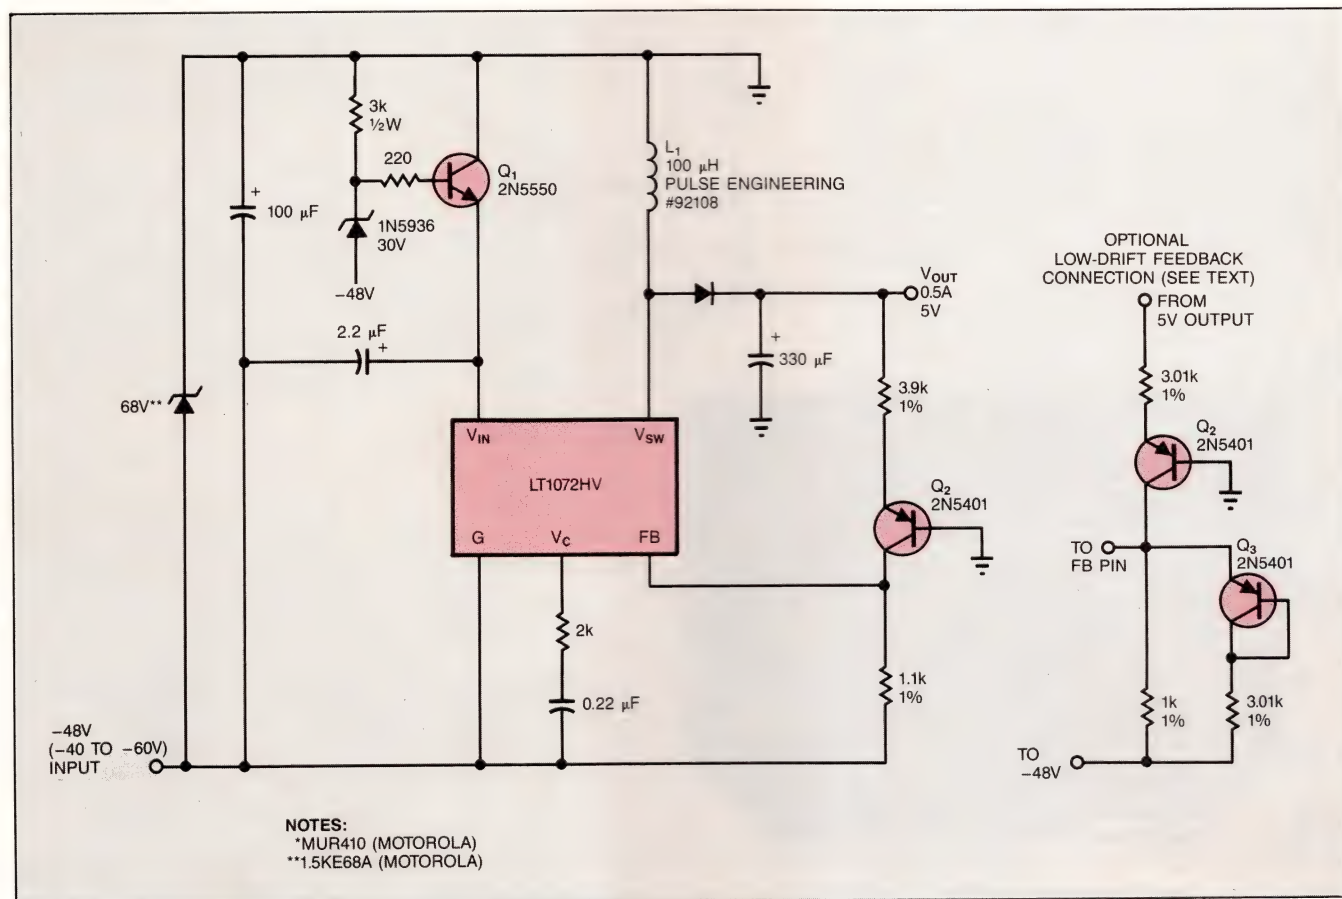 3k
½W
220
Q1
2N5550
+
100 µF
1N5936
30V
-48V
2.2 µF
+
68V**
L1
100 µH
PULSE ENGINEERING
#92108
VOUT
0.5A
5V
+
330 µF
3.9k
1%
VIN
VSW
LT1072HV
G
VC
FB
Q2
2N5401
2k
0.22 µF
1.1k
1%
-48V
(-40 TO -60V)
INPUT
OPTIONAL
LOW-DRIFT FEEDBACK
CONNECTION (SEE TEXT)
FROM
5V OUTPUT
3.01k
1%
Q2
2N5401
TO
FB PIN
Q3
2N5401
1k
1%
3.01k
1%
TO
-48V
NOTES:
*MUR410 (MOTOROLA)
**1.5KE68A (MOTOROLA)